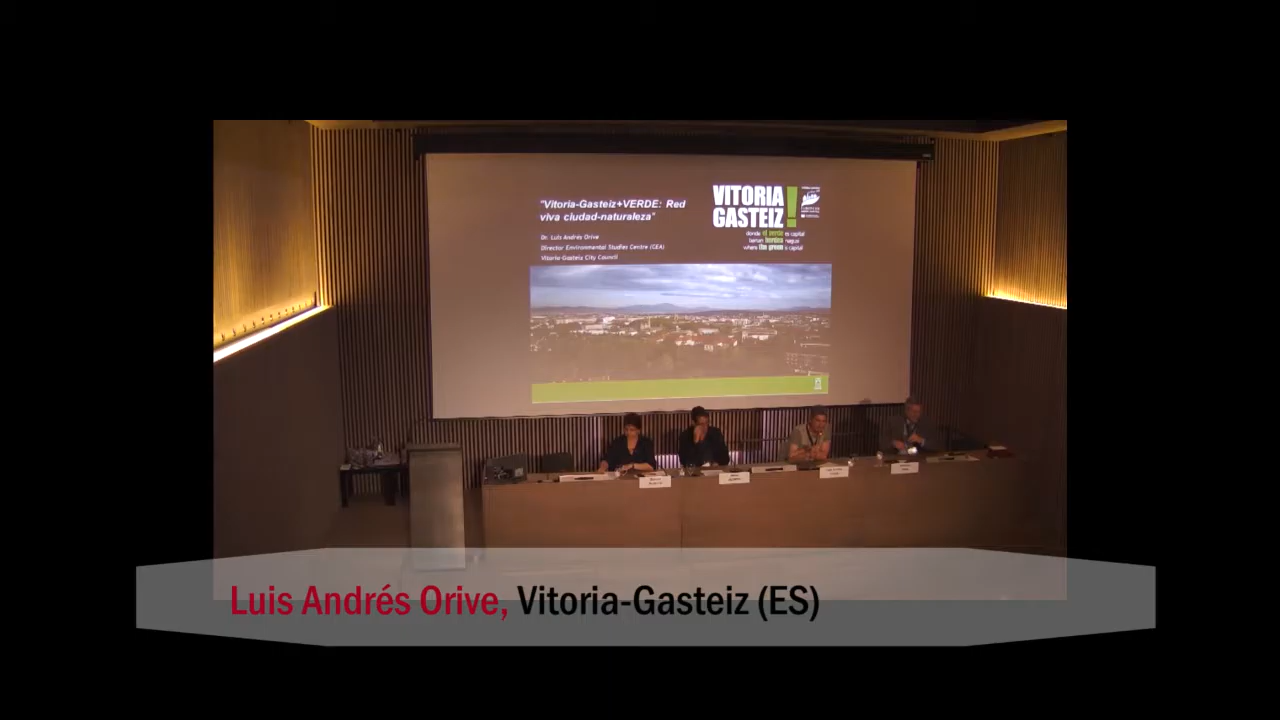 "Vitoria-Gasteiz+VERDE: Red
viva ciudad-naturaleza"
Dr. Luis Andrés Orive
Director Environmental Studies Centre (CEA)
Vitoria-Gasteiz City Council
VITORIA
GASTEIZ!
donde el verde es capital
berdea
where the green is capital
Luis Andrés Orive, Vitoria-Gasteiz (ES)